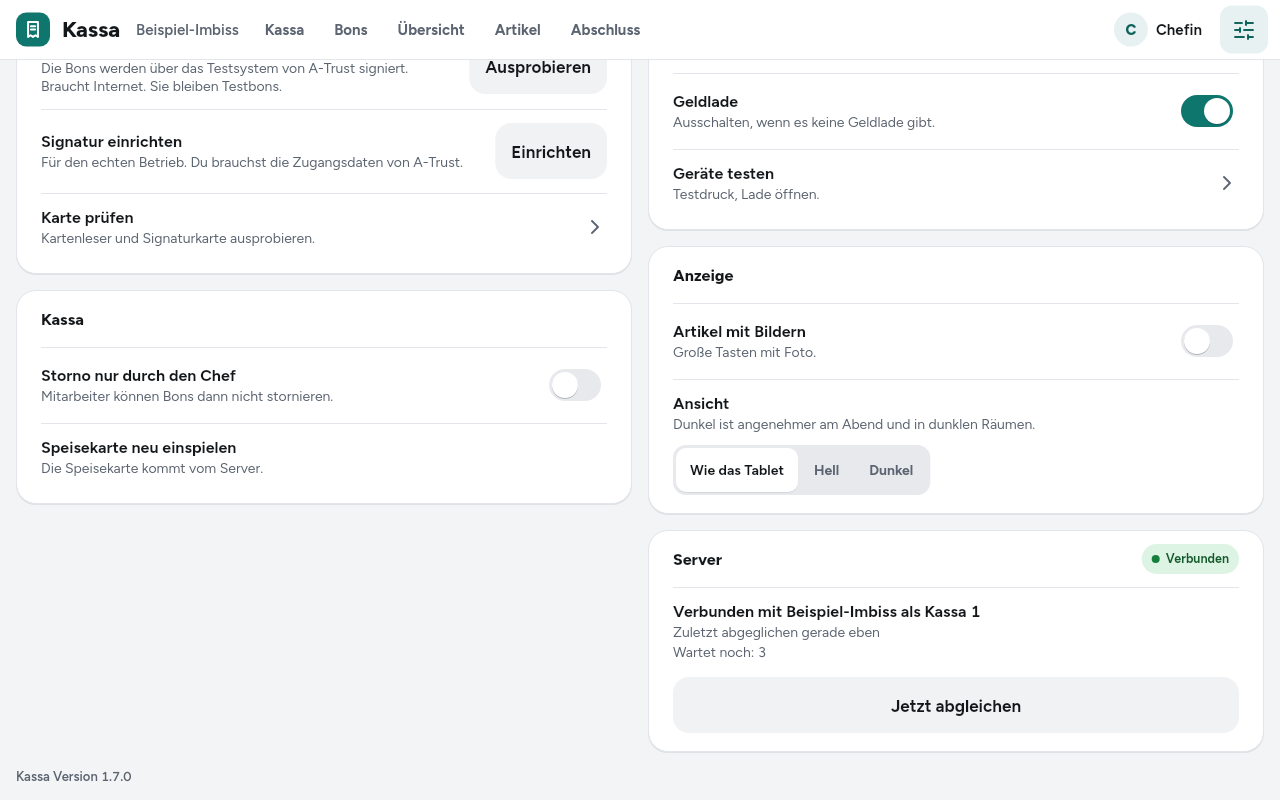 Kassa
Beispiel-Imbiss
Kassa
Bons
Übersicht
Artikel
Abschluss
C
Chefin
Die Bons werden über das Testsystem von A-Trust signiert.
Braucht Internet. Sie bleiben Testbons.
Ausprobieren
Signatur einrichten
Für den echten Betrieb. Du brauchst die Zugangsdaten von A-Trust.
Einrichten
Karte prüfen
Kartenleser und Signaturkarte ausprobieren.
Kassa
Storno nur durch den Chef
Mitarbeiter können Bons dann nicht stornieren.
Speisekarte neu einspielen
Die Speisekarte kommt vom Server.
Geldlade
Ausschalten, wenn es keine Geldlade gibt.
Geräte testen
Testdruck, Lade öffnen.
Anzeige
Artikel mit Bildern
Große Tasten mit Foto.
Ansicht
Dunkel ist angenehmer am Abend und in dunklen Räumen.
Wie das Tablet
Hell
Dunkel
Server
Verbunden
Verbunden mit Beispiel-Imbiss als Kassa 1
Zuletzt abgeglichen gerade eben
Wartet noch: 3
Jetzt abgleichen
Kassa Version 1.7.0